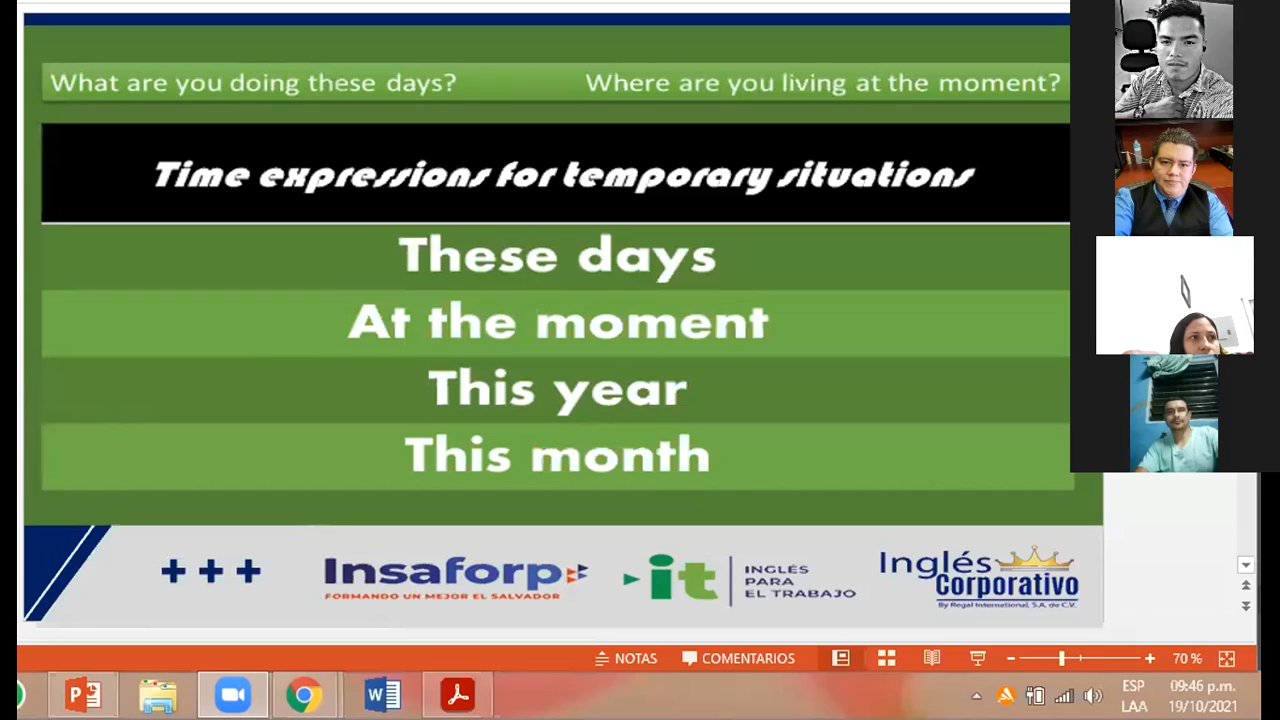 What are you doing these days? Where are you living at the moment?
Time expressions for temporary situations
These days
At the moment
This year
This month
+ + +
Insaforp
FORMANDO UN MEJOR EL SALVADOR
it
INGLÉS
PARA
EL TRABAJO
Inglés
Corporativo
By Regal International, S.A. de C.V.
NOTAS COMENTARIOS 70 %
ESP 09:46 p.m.
LAA 19/10/2021